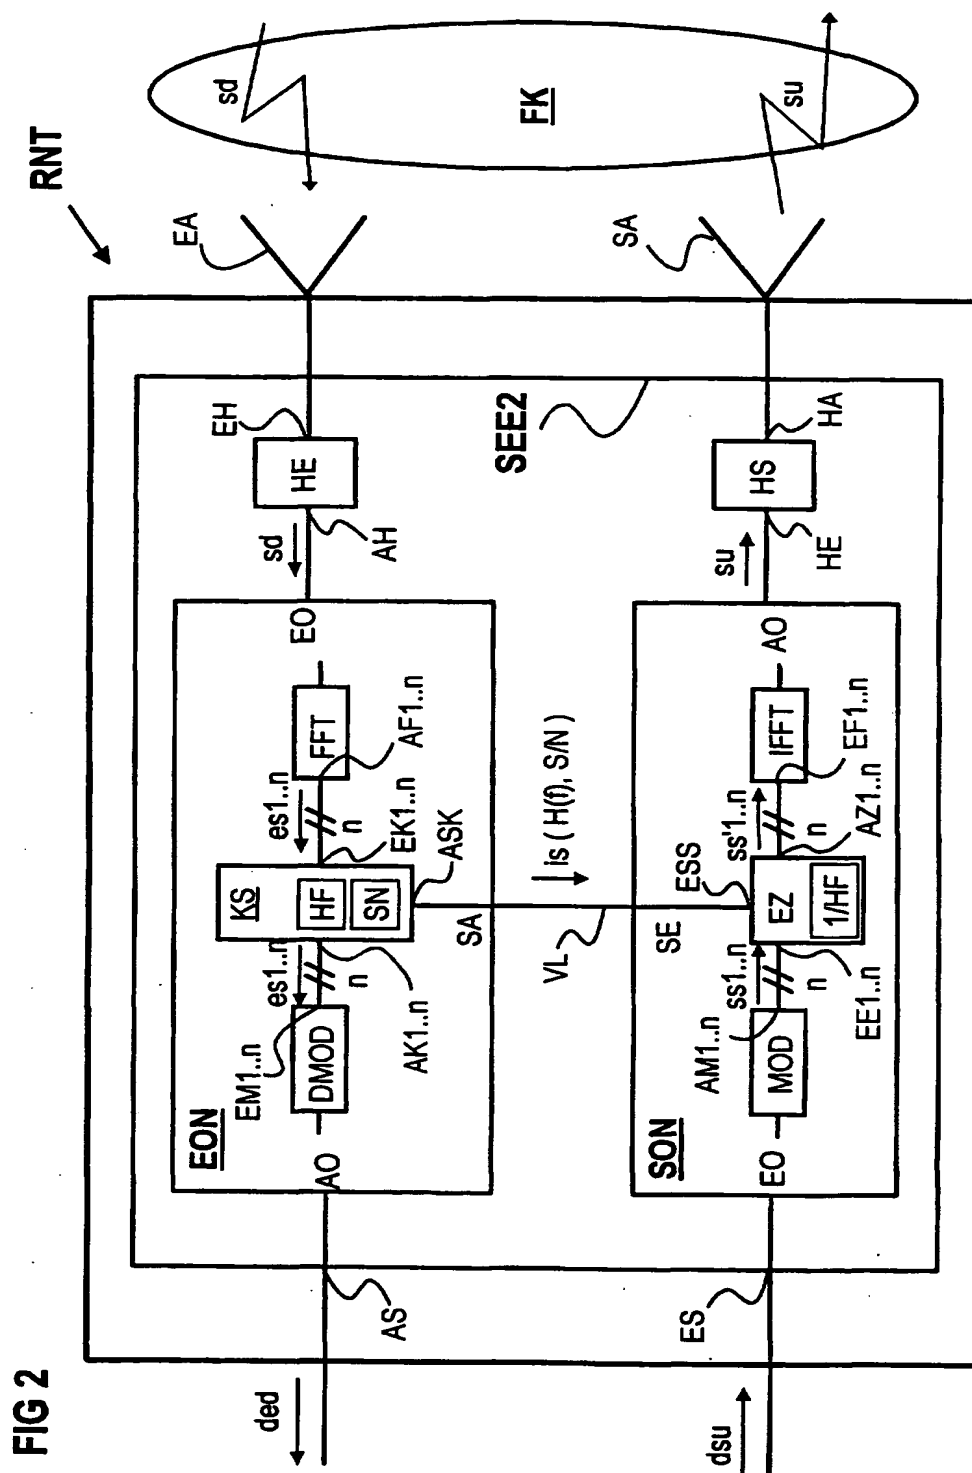 FIG 2
RNT
ded
AS
EON
AO
DMOD
EM1..n
es1..n
n
AK1..n
KS
HF
SN
EK1..n
ASK
es1..n
n
AF1..n
FFT
EO
SA
sd
AH
HE
EH
EA
sd
FK
SEE2
VL
is ( H(f), S/N )
dsu
ES
SON
EO
MOD
AM1..n
ss1..n
n
EE1..n
SE
ESS
EZ
1/HF
ss'1..n
n
AZ1..n
EF1..n
IFFT
AO
su
HE
HS
HA
SA
su